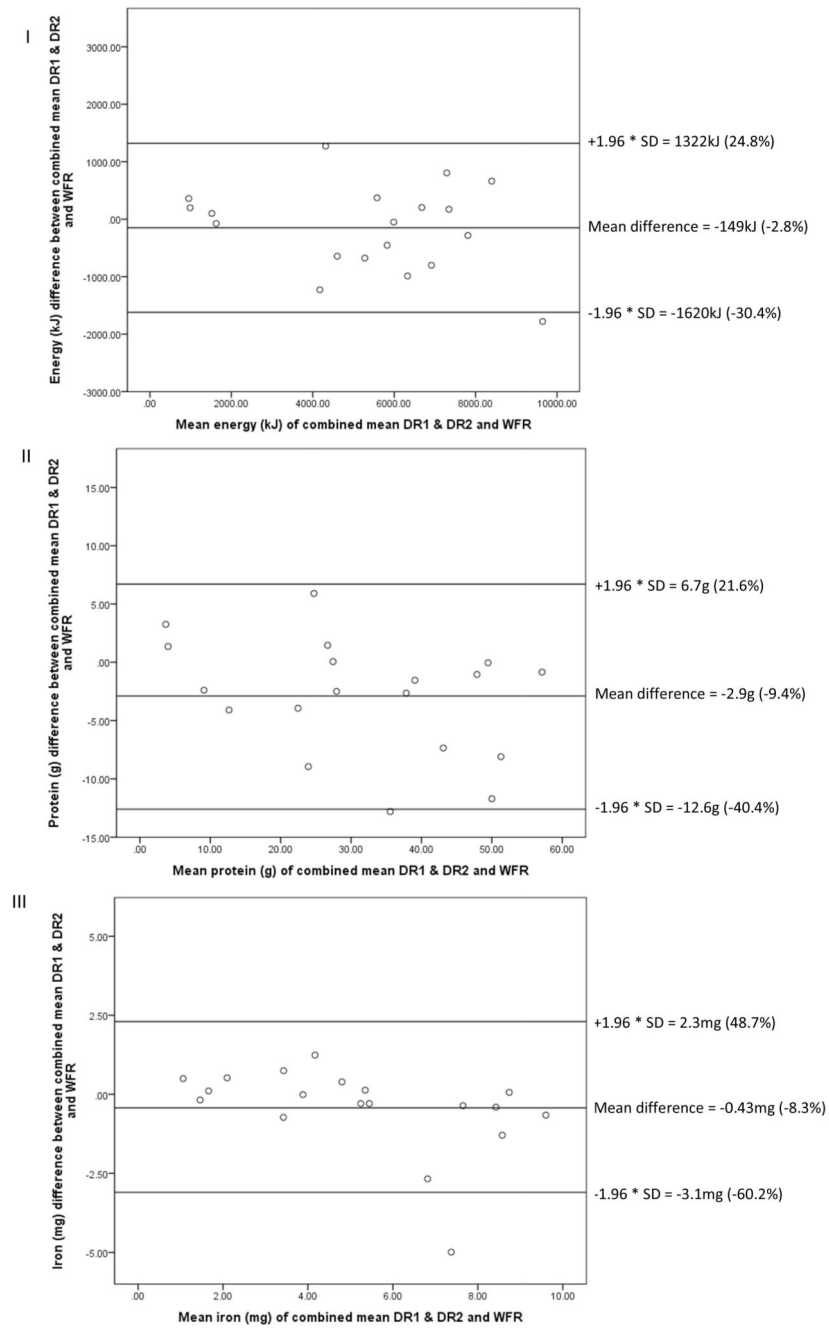 I
Energy (kJ) difference between combined mean DR1 & DR2
and WFR
3000.00
2000.00
1000.00
.00
-1000.00
-2000.00
-3000.00
.00 2000.00 4000.00 6000.00 8000.00 10000.00
Mean energy (kJ) of combined mean DR1 & DR2 and WFR
+1.96 * SD = 1322kJ (24.8%)
Mean difference = -149kJ (-2.8%)
-1.96 * SD = -1620kJ (-30.4%)
II
Protein (g) difference between combined mean DR1 & DR2
and WFR
15.00
10.00
5.00
.00
-5.00
-10.00
-15.00
.00 10.00 20.00 30.00 40.00 50.00 60.00
Mean protein (g) of combined mean DR1 & DR2 and WFR
+1.96 * SD = 6.7g (21.6%)
Mean difference = -2.9g (-9.4%)
-1.96 * SD = -12.6g (-40.4%)
III
Iron (mg) difference between combined mean DR1 & DR2
and WFR
5.00
2.50
.00
-2.50
-5.00
.00 2.00 4.00 6.00 8.00 10.00
Mean iron (mg) of combined mean DR1 & DR2 and WFR
+1.96 * SD = 2.3mg (48.7%)
Mean difference = -0.43mg (-8.3%)
-1.96 * SD = -3.1mg (-60.2%)